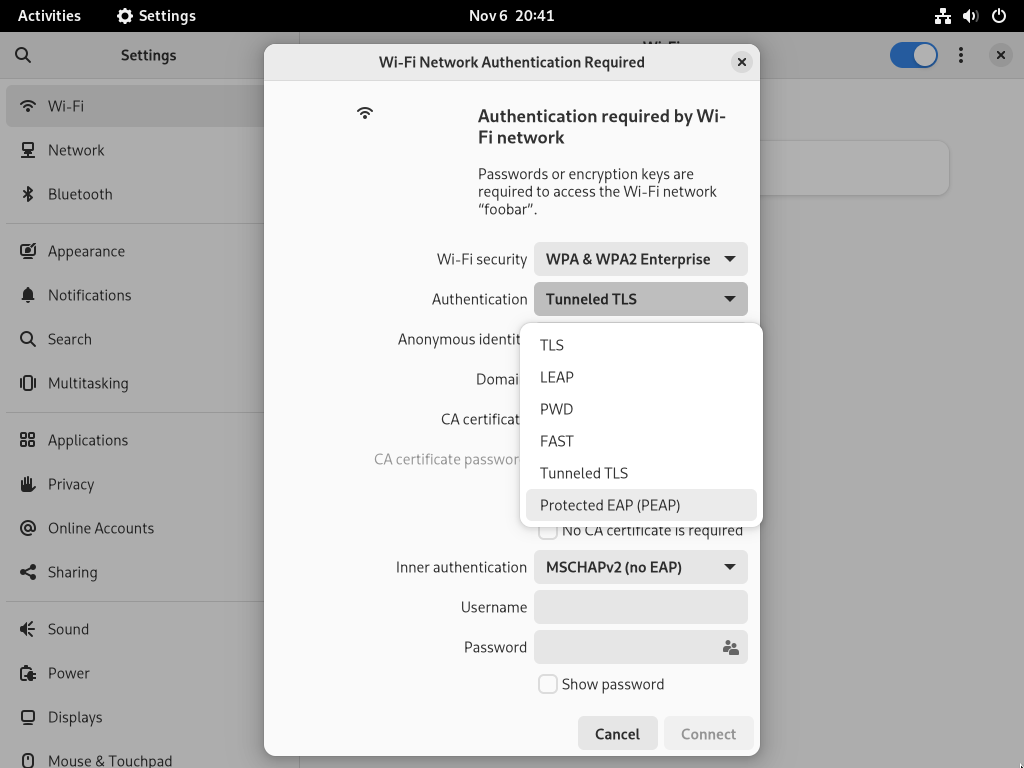 Activities Settings Nov 6 20:41
Settings
Wi-Fi
Network
Bluetooth
Appearance
Notifications
Search
Multitasking
Applications
Privacy
Online Accounts
Sharing
Sound
Power
Displays
Mouse & Touchpad
Wi-Fi Network Authentication Required
Authentication required by Wi-
Fi network
Passwords or encryption keys are
required to access the Wi-Fi network
“foobar”.
Wi-Fi security WPA & WPA2 Enterprise
Authentication Tunneled TLS
Anonymous identit
Domai
CA certificat
CA certificate passwor
TLS
LEAP
PWD
FAST
Tunneled TLS
Protected EAP (PEAP)
No CA certificate is required
Inner authentication MSCHAPv2 (no EAP)
Username
Password
Show password
Cancel Connect